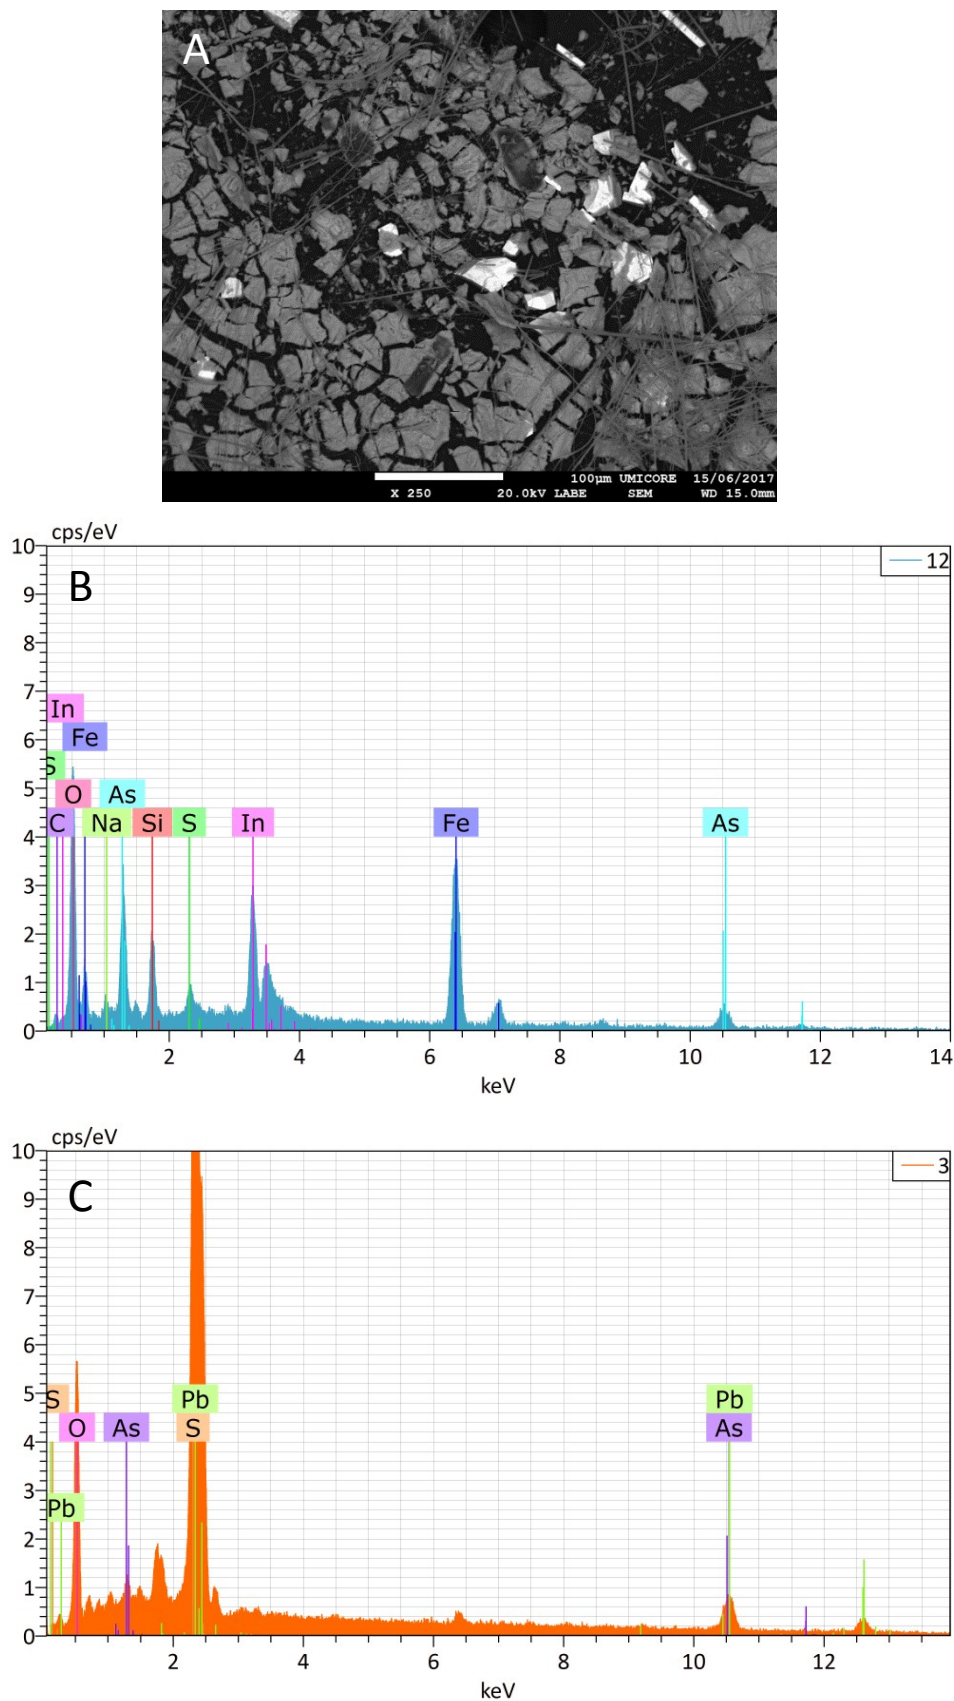 A
100µm UMICORE 15/06/2017
X 250 20.0kV LABE SEM WD 15.0mm
cps/eV
10
B
12
9
8
7
In
6
Fe
S
5
O As
C Na Si S In Fe As
4
3
2
1
0
2 4 6 8 10 12 14
keV
cps/eV
10
C
3
9
8
7
6
5
S Pb Pb
O As S As
4
3
Pb
2
1
0
2 4 6 8 10 12
keV